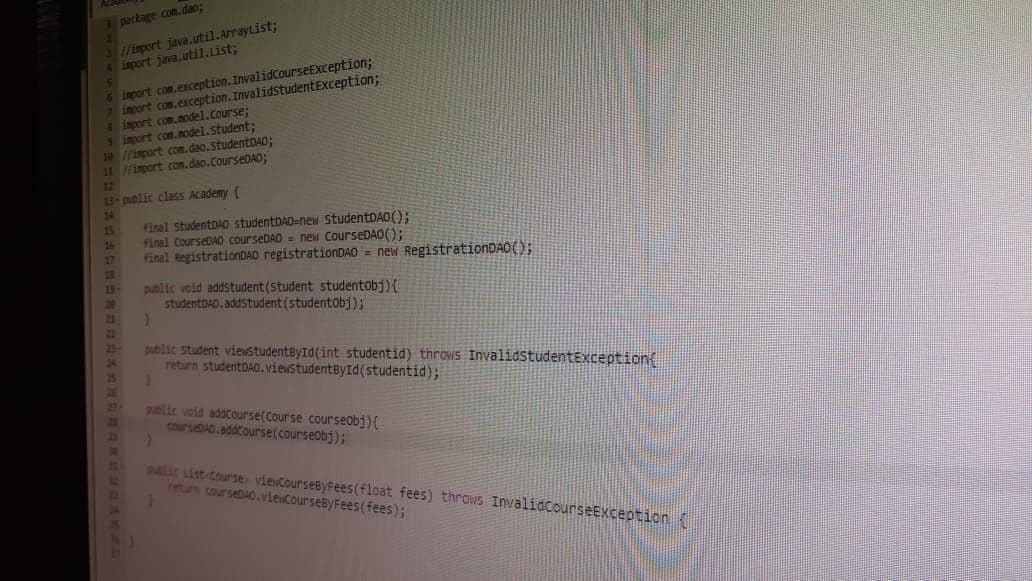 1 package com.dao;
2
3 //import java.util.ArrayList;
4 import java.util.List;
5
6 import com.exception.InvalidCourseException;
7 import com.exception.InvalidStudentException;
8 import com.model.Course;
9 import com.model.Student;
10 //import com.dao.StudentDAO;
11 //import com.dao.CourseDAO;
12
13 public class Academy {
14
15 final StudentDAO studentDAO=new StudentDAO();
16 final CourseDAO courseDAO = new CourseDAO();
17 final RegistrationDAO registrationDAO = new RegistrationDAO();
18
19 public void addStudent(Student studentObj){
20 studentDAO.addStudent(studentObj);
21 }
22
23 public Student viewStudentById(int studentid) throws InvalidStudentException{
24 return studentDAO.viewStudentById(studentid);
25 }
26
27 public void addCourse(Course courseObj){
28 courseDAO.addCourse(courseObj);
29 }
30
31 public List<Course> viewCourseByFees(float fees) throws InvalidCourseException {
32 return courseDAO.viewCourseByFees(fees);
33 }
34
35
36 }
37